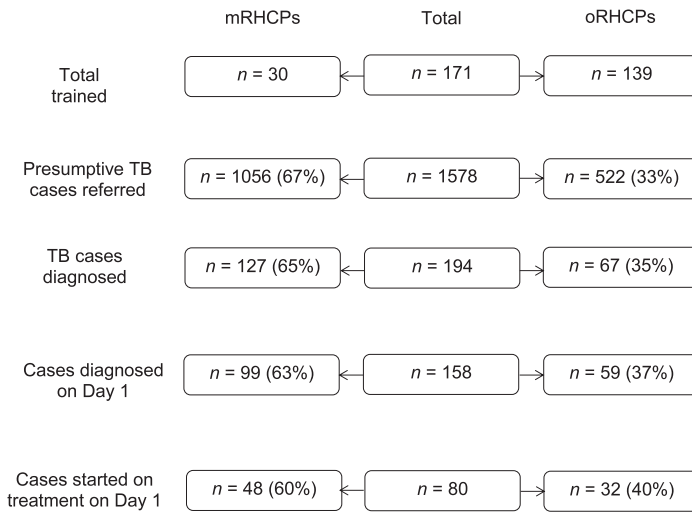 mRHCPs Total oRHCPs
Total
trained
n = 30 n = 171 n = 139
Presumptive TB
cases referred
n = 1056 (67%) n = 1578 n = 522 (33%)
TB cases
diagnosed
n = 127 (65%) n = 194 n = 67 (35%)
Cases diagnosed
on Day 1
n = 99 (63%) n = 158 n = 59 (37%)
Cases started on
treatment on Day 1
n = 48 (60%) n = 80 n = 32 (40%)